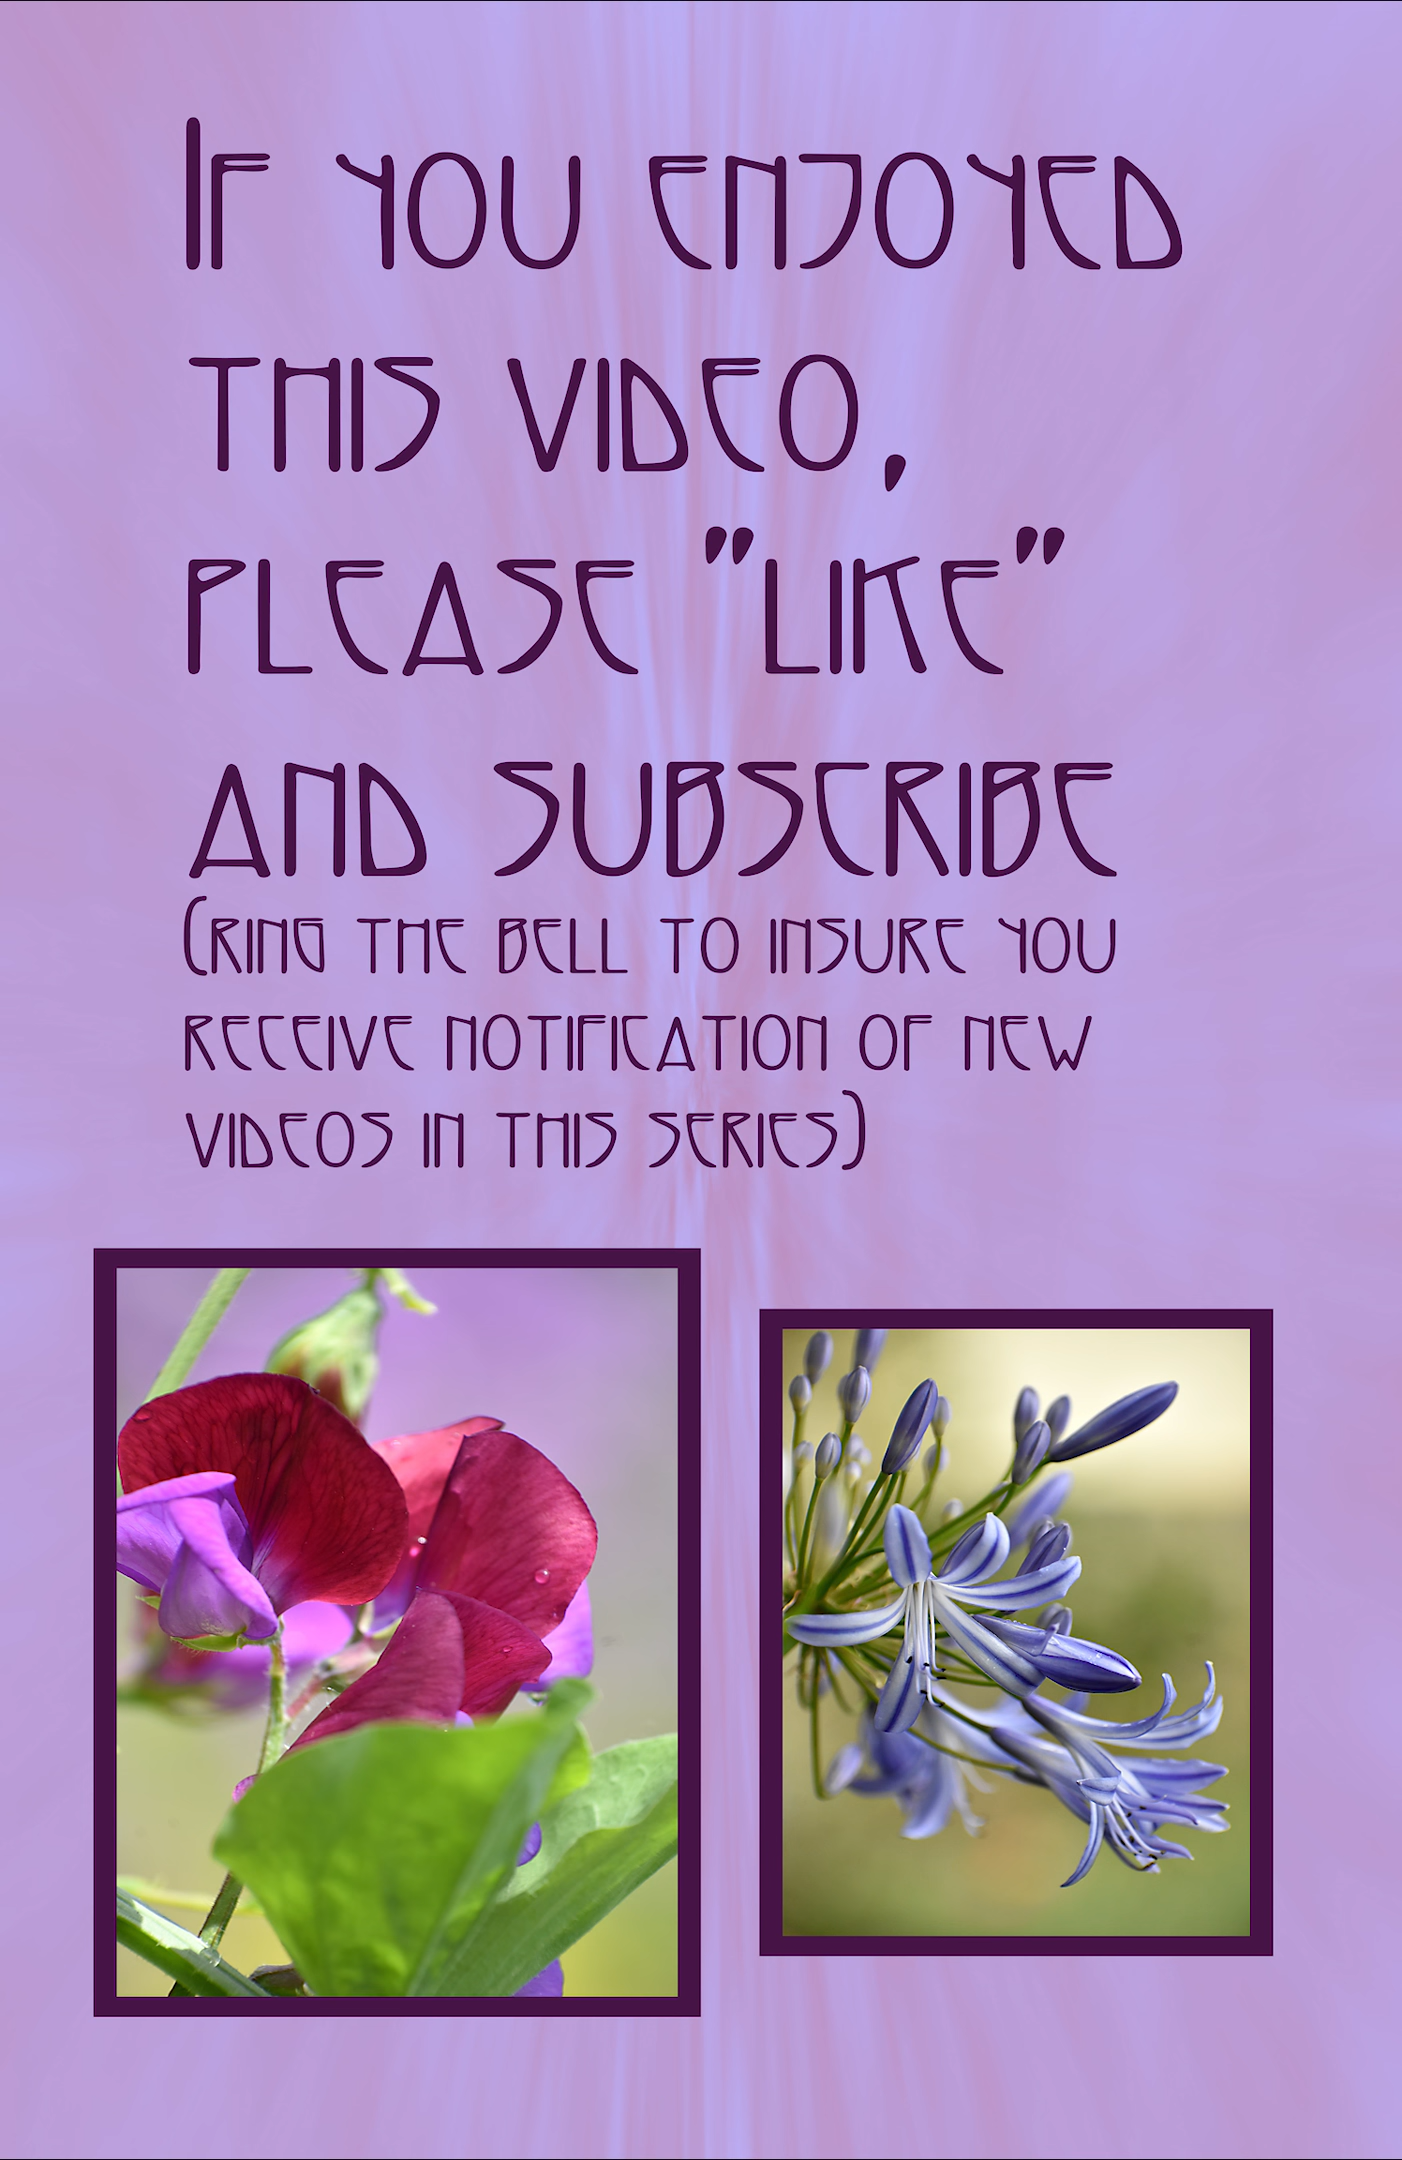 If you enjoyed
this video,
please "like"
and subscribe
(ring the bell to insure you
receive notification of new
videos in this series)